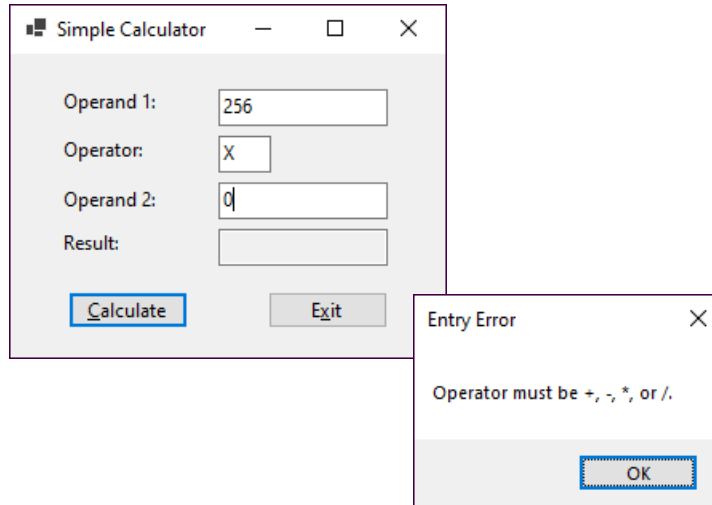 Simple Calculator
Operand 1: 256
Operator: X
Operand 2: 0
Result:
Calculate Exit
Entry Error
Operator must be +, -, *, or /.
OK